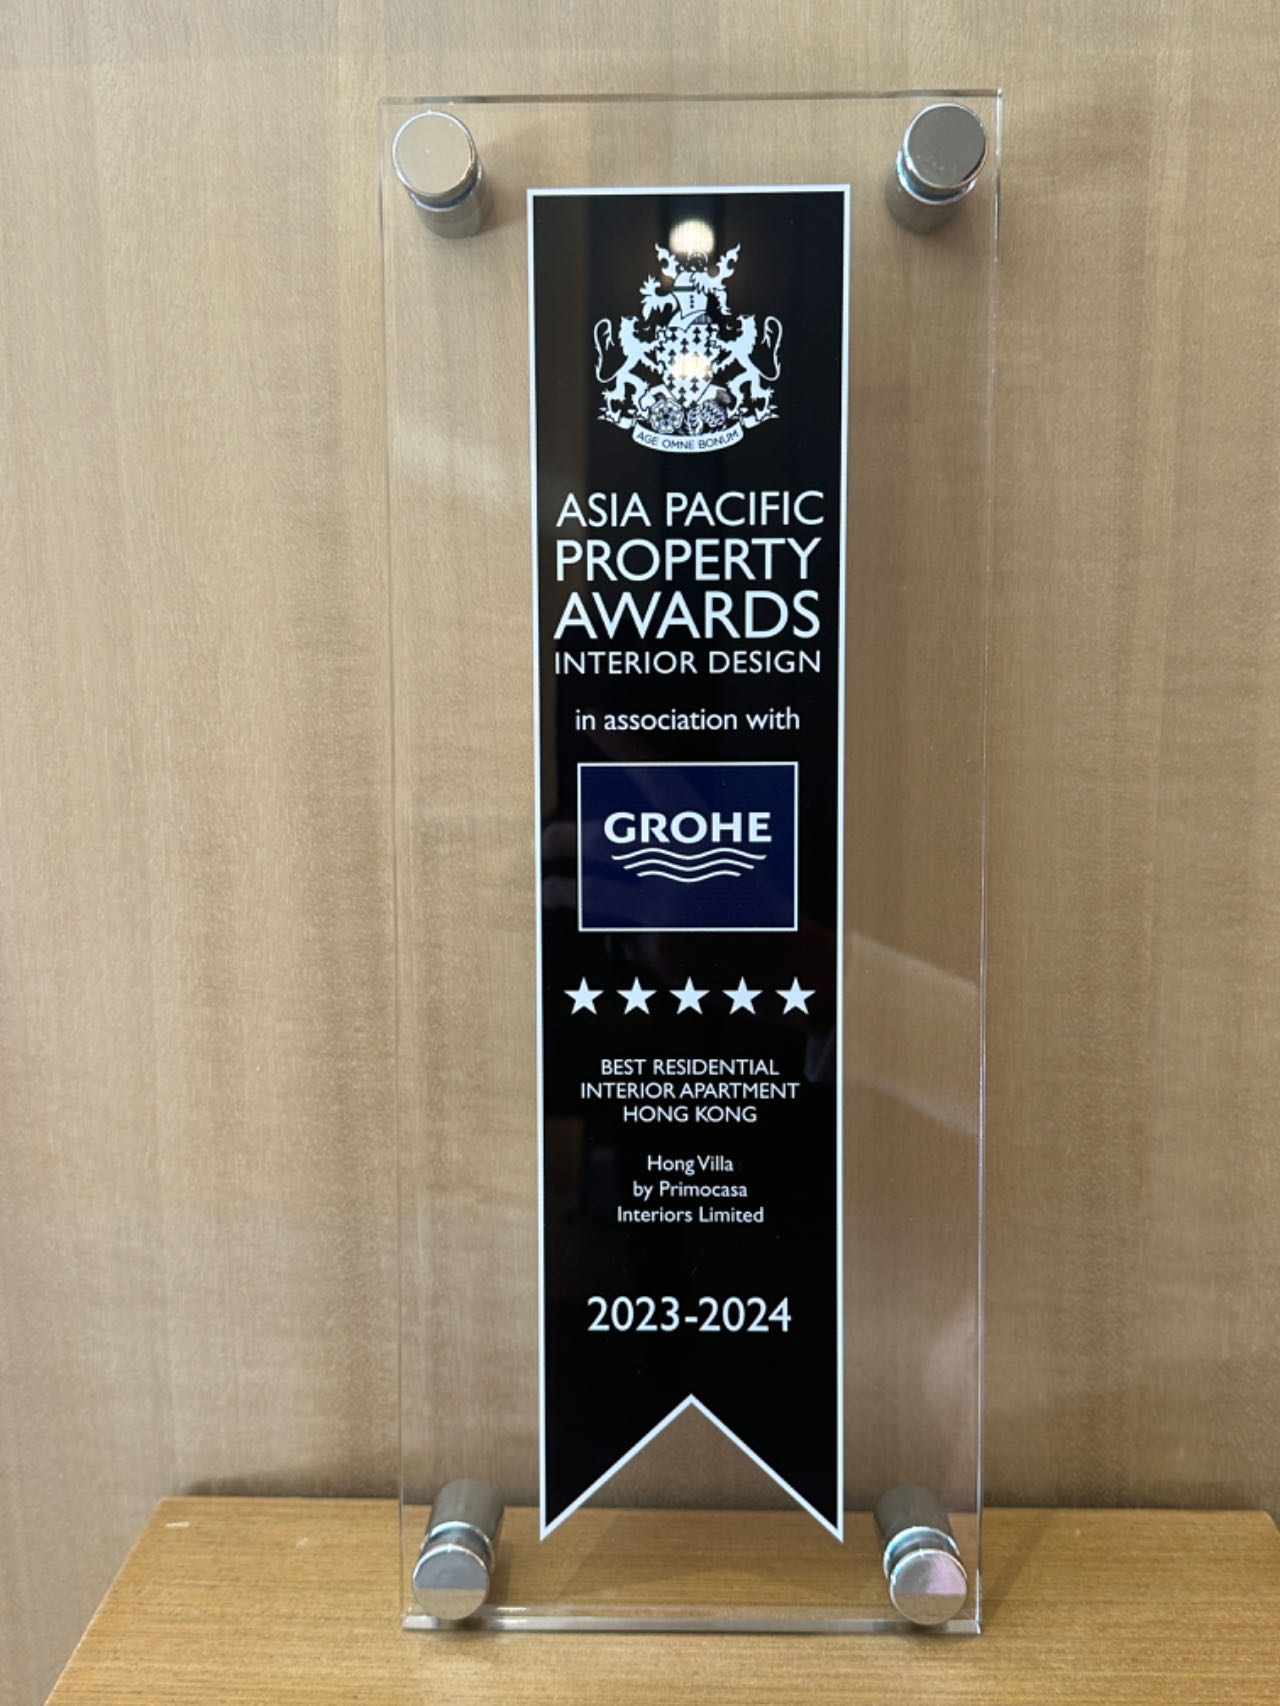 AGE OMNE BONUM
ASIA PACIFIC
PROPERTY
AWARDS
INTERIOR DESIGN
in association with
GROHE
BEST RESIDENTIAL
INTERIOR APARTMENT
HONG KONG
Hong Villa
by Primocasa
Interiors Limited
2023-2024